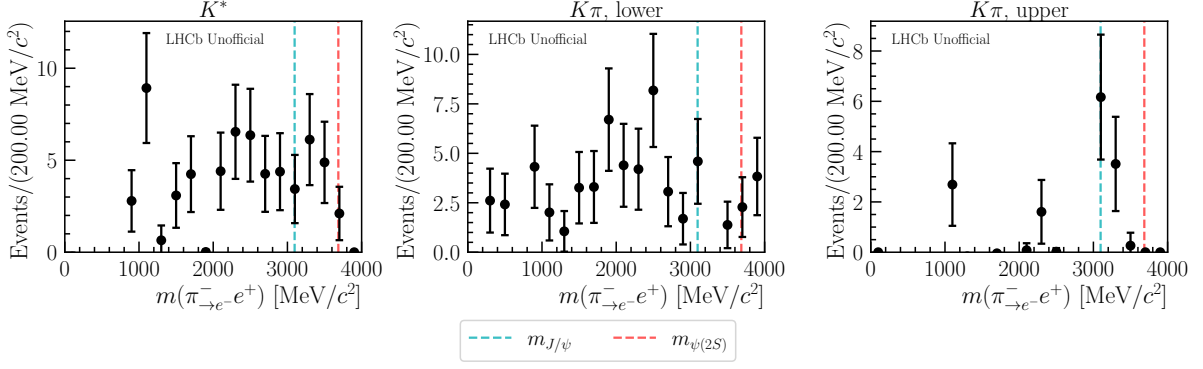 K*
LHCb Unofficial
Events/(200.00 MeV/c²)
10
5
0
0
1000
2000
3000
4000
m(π⁻→e⁻e⁺) [MeV/c²]
Kπ, lower
LHCb Unofficial
Events/(200.00 MeV/c²)
10.0
7.5
5.0
2.5
0.0
0
1000
2000
3000
4000
m(π⁻→e⁻e⁺) [MeV/c²]
Kπ, upper
LHCb Unofficial
Events/(200.00 MeV/c²)
8
6
4
2
0
0
1000
2000
3000
4000
m(π⁻→e⁻e⁺) [MeV/c²]
m_J/ψ
m_ψ(2S)